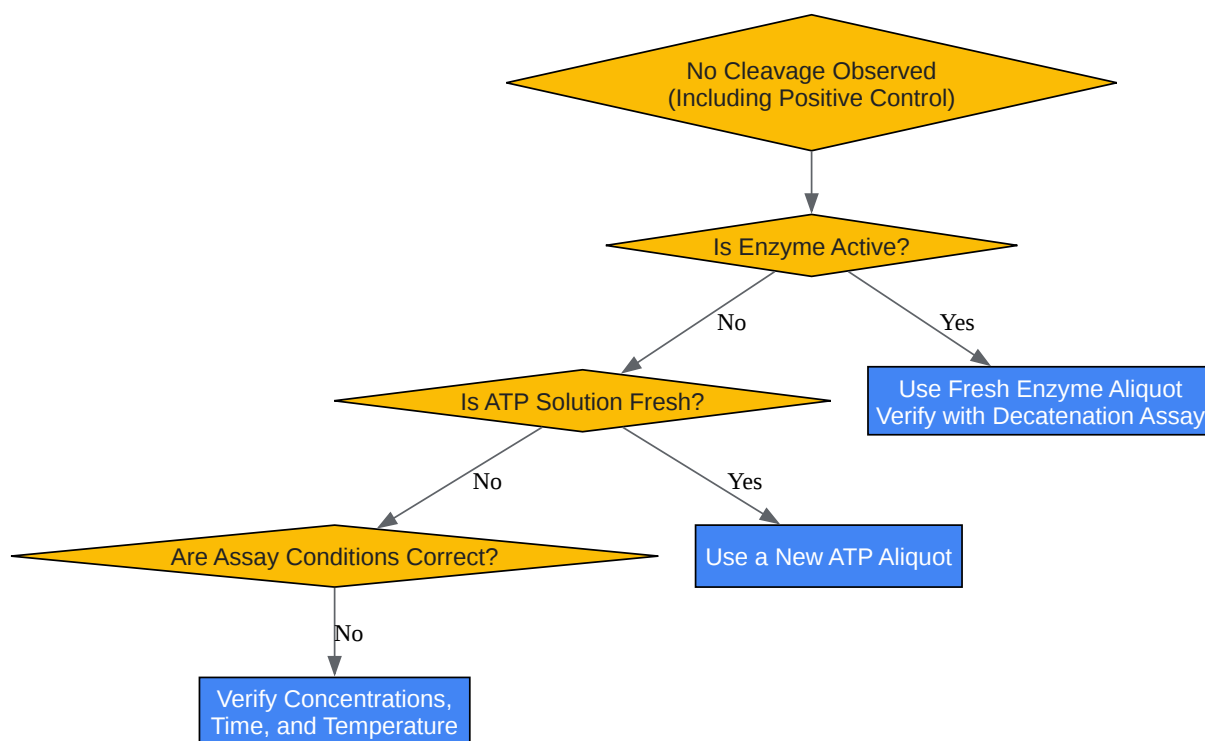 No Cleavage Observed
(Including Positive Control)
Is Enzyme Active?
No
Yes
Use Fresh Enzyme Aliquot
Verify with Decatenation Assay
Is ATP Solution Fresh?
No
Yes
Use a New ATP Aliquot
Are Assay Conditions Correct?
No
Verify Concentrations,
Time, and Temperature